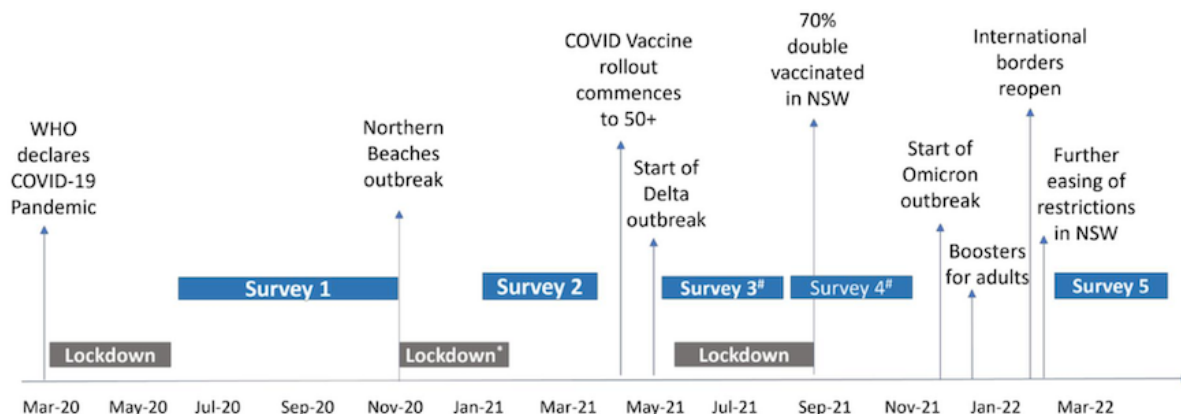 WHO
declares
COVID-19
Pandemic
Northern
Beaches
outbreak
COVID Vaccine
rollout
commences
to 50+
Start of
Delta
outbreak
70%
double
vaccinated
in NSW
Start of
Omicron
outbreak
Boosters
for adults
International
borders
reopen
Further
easing of
restrictions
in NSW
Survey 1
Survey 2
Survey 3#
Survey 4#
Survey 5
Lockdown
Lockdown*
Lockdown
Mar-20
May-20
Jul-20
Sep-20
Nov-20
Jan-21
Mar-21
May-21
Jul-21
Sep-21
Nov-21
Jan-22
Mar-22